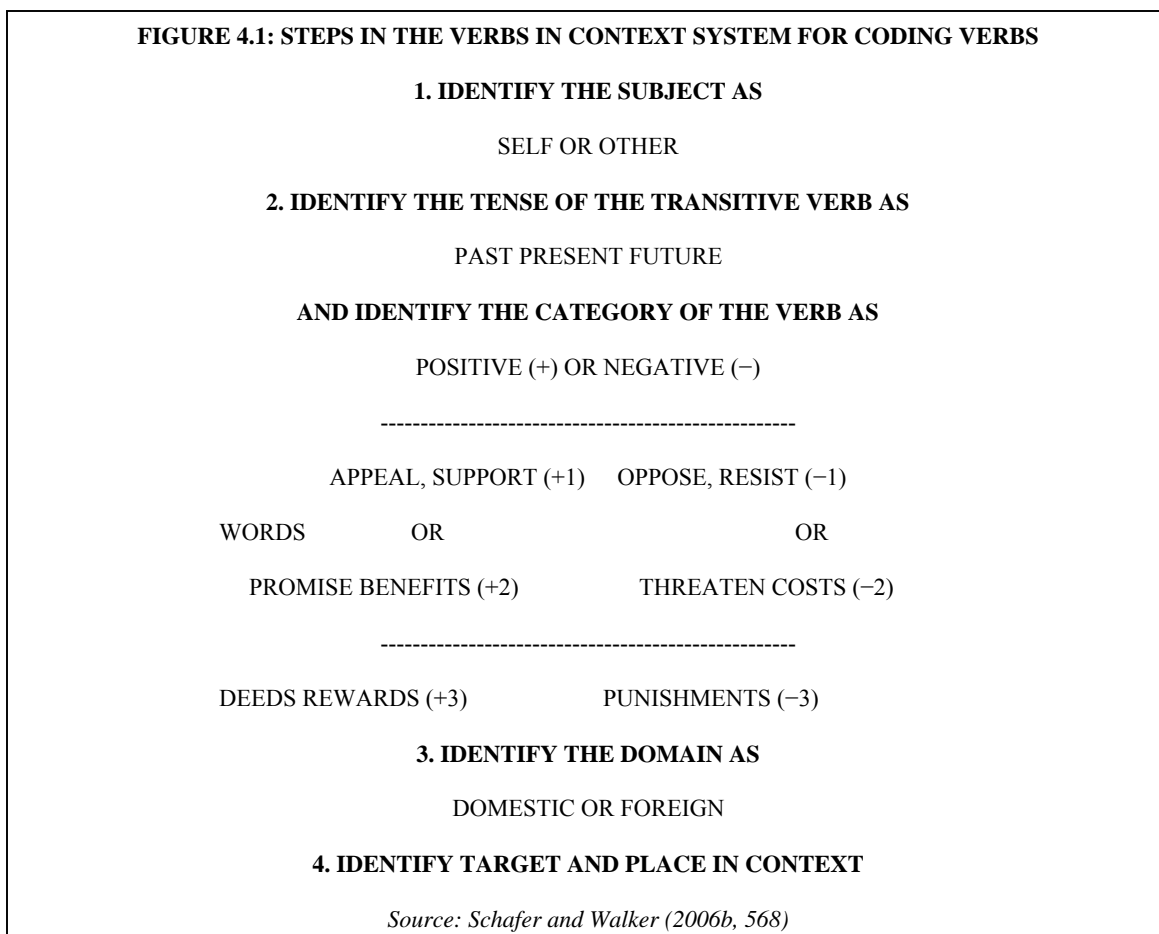 FIGURE 4.1: STEPS IN THE VERBS IN CONTEXT SYSTEM FOR CODING VERBS
1. IDENTIFY THE SUBJECT AS
SELF OR OTHER
2. IDENTIFY THE TENSE OF THE TRANSITIVE VERB AS
PAST PRESENT FUTURE
AND IDENTIFY THE CATEGORY OF THE VERB AS
POSITIVE (+) OR NEGATIVE (−)
----------------------------------------------------
APPEAL, SUPPORT (+1) OPPOSE, RESIST (−1)
WORDS OR OR
PROMISE BENEFITS (+2) THREATEN COSTS (−2)
----------------------------------------------------
DEEDS REWARDS (+3) PUNISHMENTS (−3)
3. IDENTIFY THE DOMAIN AS
DOMESTIC OR FOREIGN
4. IDENTIFY TARGET AND PLACE IN CONTEXT
Source: Schafer and Walker (2006b, 568)